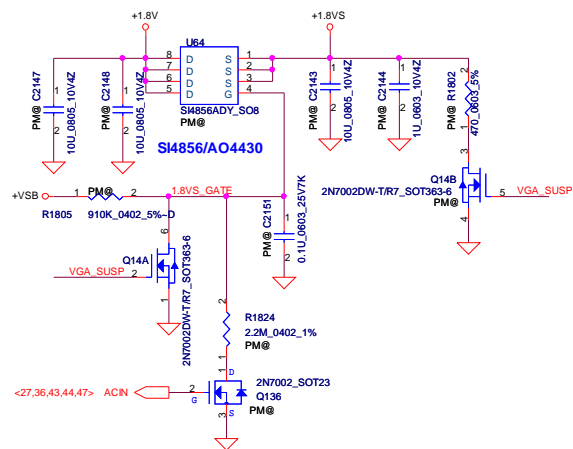 +1.8V
+1.8VS
U64
8 D S 1
7 D S 2
6 D S 3
5 D G 4
SI4856ADY_SO8
PM@
SI4856/AO4430
PM@ C2147
10U_0805_10V4Z
1
2
PM@ C2148
10U_0805_10V4Z
1
2
PM@ C2143
10U_0805_10V4Z
1
2
PM@ C2144
1U_0603_10V4Z
1
2
PM@ R1802
470_0603_5%
2
1
3
Q14B
2N7002DW-T/R7_SOT363-6
PM@
5
VGA_SUSP
4
+VSB
1
PM@
2
1.8VS_GATE
R1805
910K_0402_5%~D
PM@ C2151
0.1U_0603_25V7K
1
2
6
Q14A
VGA_SUSP
2
1
2N7002DW-T/R7_SOT363-6
PM@
2
R1824
2.2M_0402_1%
PM@
1
1
D
2N7002_SOT23
Q136
PM@
<27,36,43,44,47> ACIN
2
G
S
3